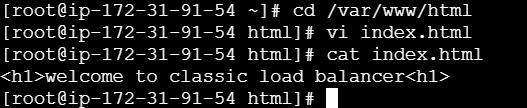 [root@ip-172-31-91-54 ~]# cd /var/www/html
[root@ip-172-31-91-54 html]# vi index.html
[root@ip-172-31-91-54 html]# cat index.html
<h1>welcome to classic load balancer<h1>
[root@ip-172-31-91-54 html]#